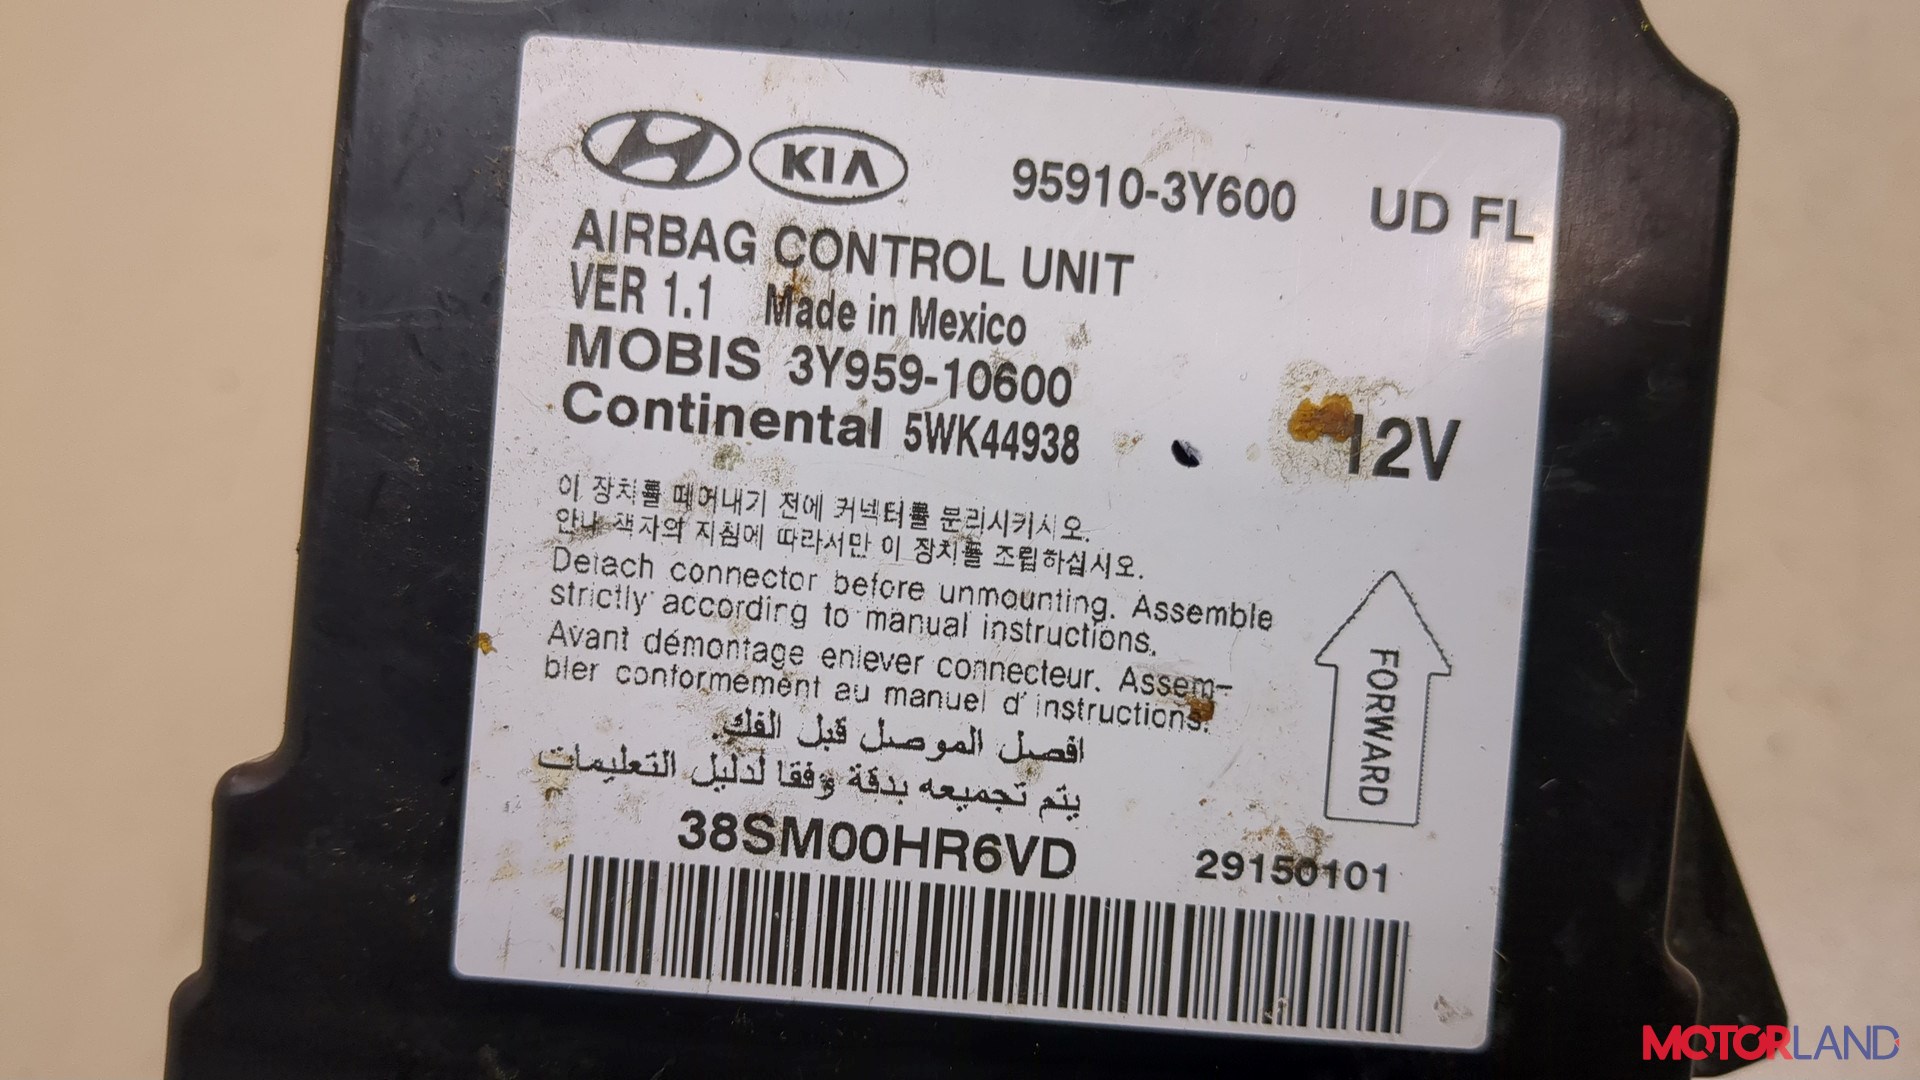 KIA 95910-3Y600 UD FL
AIRBAG CONTROL UNIT
VER 1.1 Made in Mexico
MOBIS 3Y959-10600
Continental 5WK44938
12V
이 장치를 떼어내기 전에 커넥터를 분리시키시오.
안내 책자의 지침에 따라서만 이 장치를 조립하십시오.
Detach connector before unmounting. Assemble
strictly according to manual instructions.
Avant démontage enlever connecteur. Assem-
bler conformément au manuel d'instructions.
افصل الموصل قبل الفك.
يتم تجميعه بدقة وفقا لدليل التعليمات
FORWARD
38SM00HR6VD 29150101
MOTORLAND